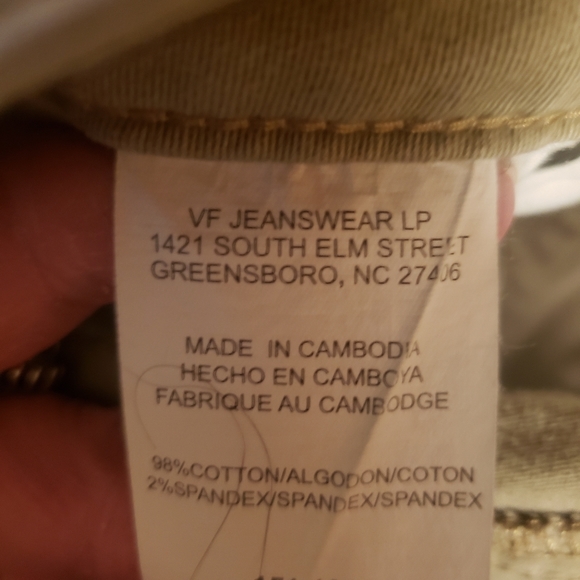 VF JEANSWEAR LP
1421 SOUTH ELM STREET
GREENSBORO, NC 27406
MADE IN CAMBODIA
HECHO EN CAMBOYA
FABRIQUE AU CAMBODGE
98%COTTON/ALGODON/COTON
2%SPANDEX/SPANDEX/SPANDEX